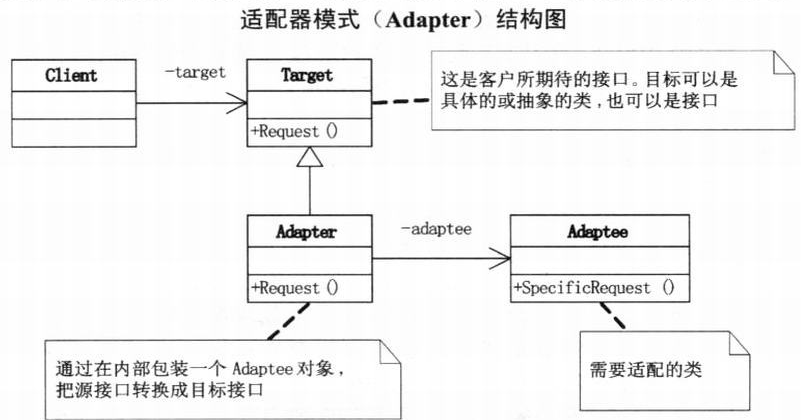 适配器模式（Adapter）结构图
Client
-target
Target
+Request()
这是客户所期待的接口。目标可以是
具体的或抽象的类,也可以是接口
Adapter
+Request()
-adaptee
Adaptee
+SpecificRequest ()
通过在内部包装一个 Adaptee 对象，
把源接口转换成目标接口
需要适配的类